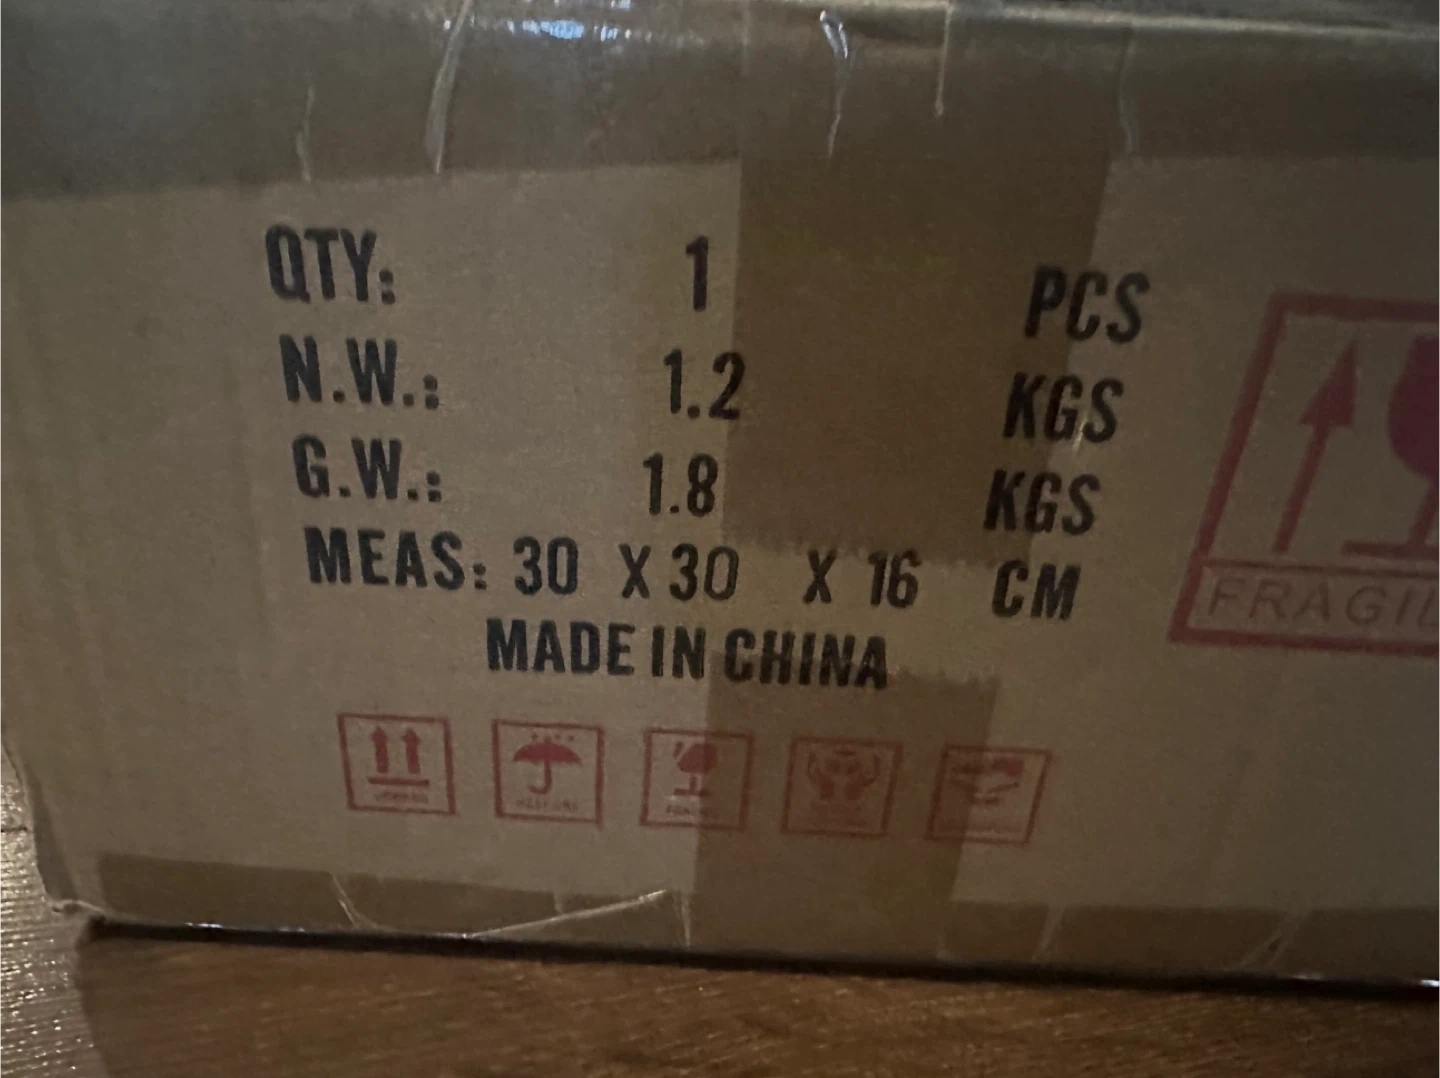 QTY: 1 PCS
N.W.: 1.2 KGS
G.W.: 1.8 KGS
MEAS: 30 X 30 X 16 CM
MADE IN CHINA